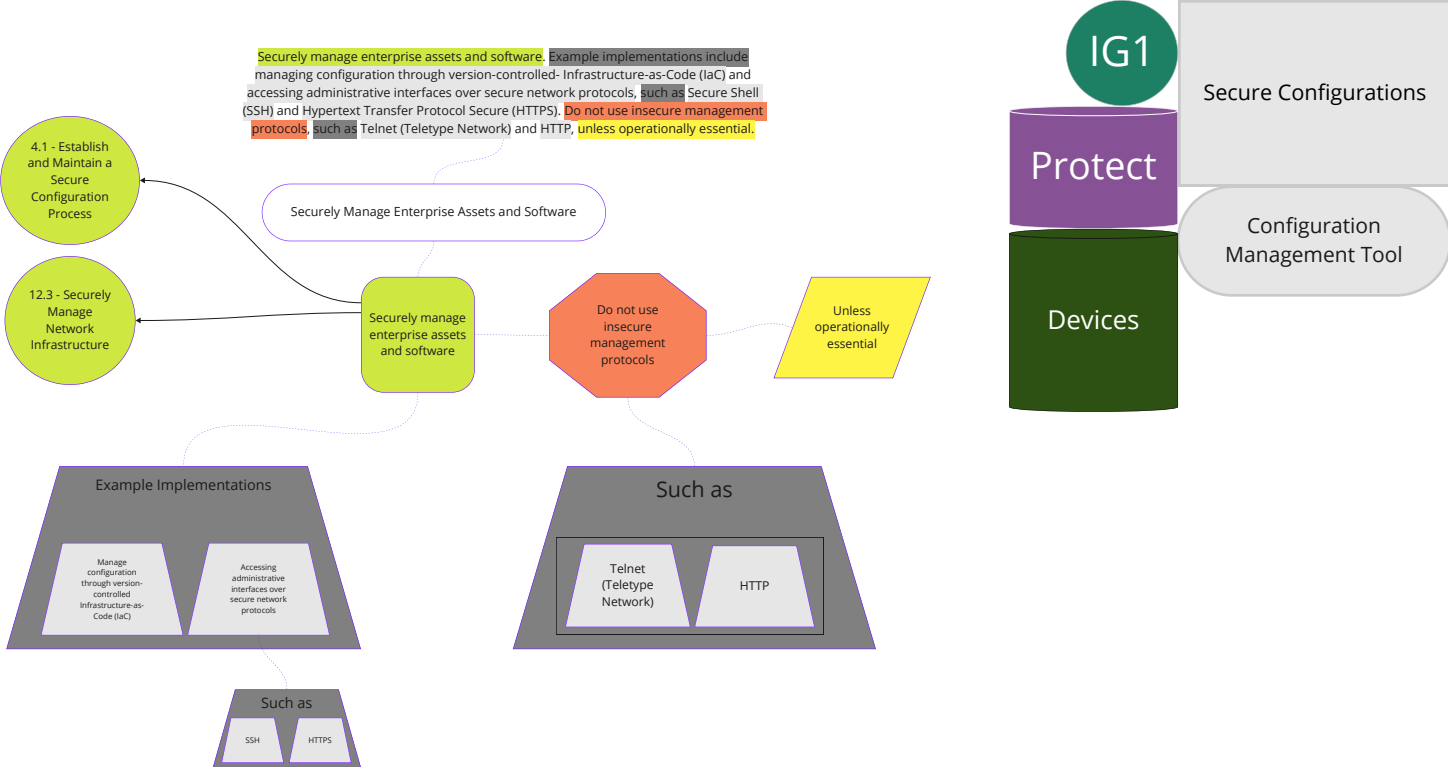 Securely manage enterprise assets and software. Example implementations include
managing configuration through version-controlled- Infrastructure-as-Code (IaC) and
accessing administrative interfaces over secure network protocols, such as Secure Shell
(SSH) and Hypertext Transfer Protocol Secure (HTTPS). Do not use insecure management
protocols, such as Telnet (Teletype Network) and HTTP, unless operationally essential.
IG1
Secure Configurations
Protect
Configuration
Management Tool
Devices
4.1 - Establish
and Maintain a
Secure
Configuration
Process
Securely Manage Enterprise Assets and Software
12.3 - Securely
Manage
Network
Infrastructure
Securely manage
enterprise assets
and software
Do not use
insecure
management
protocols
Unless
operationally
essential
Example Implementations
Manage
configuration
through version-
controlled
Infrastructure-as-
Code (IaC)
Accessing
administrative
interfaces over
secure network
protocols
Such as
SSH
HTTPS
Such as
Telnet
(Teletype
Network)
HTTP